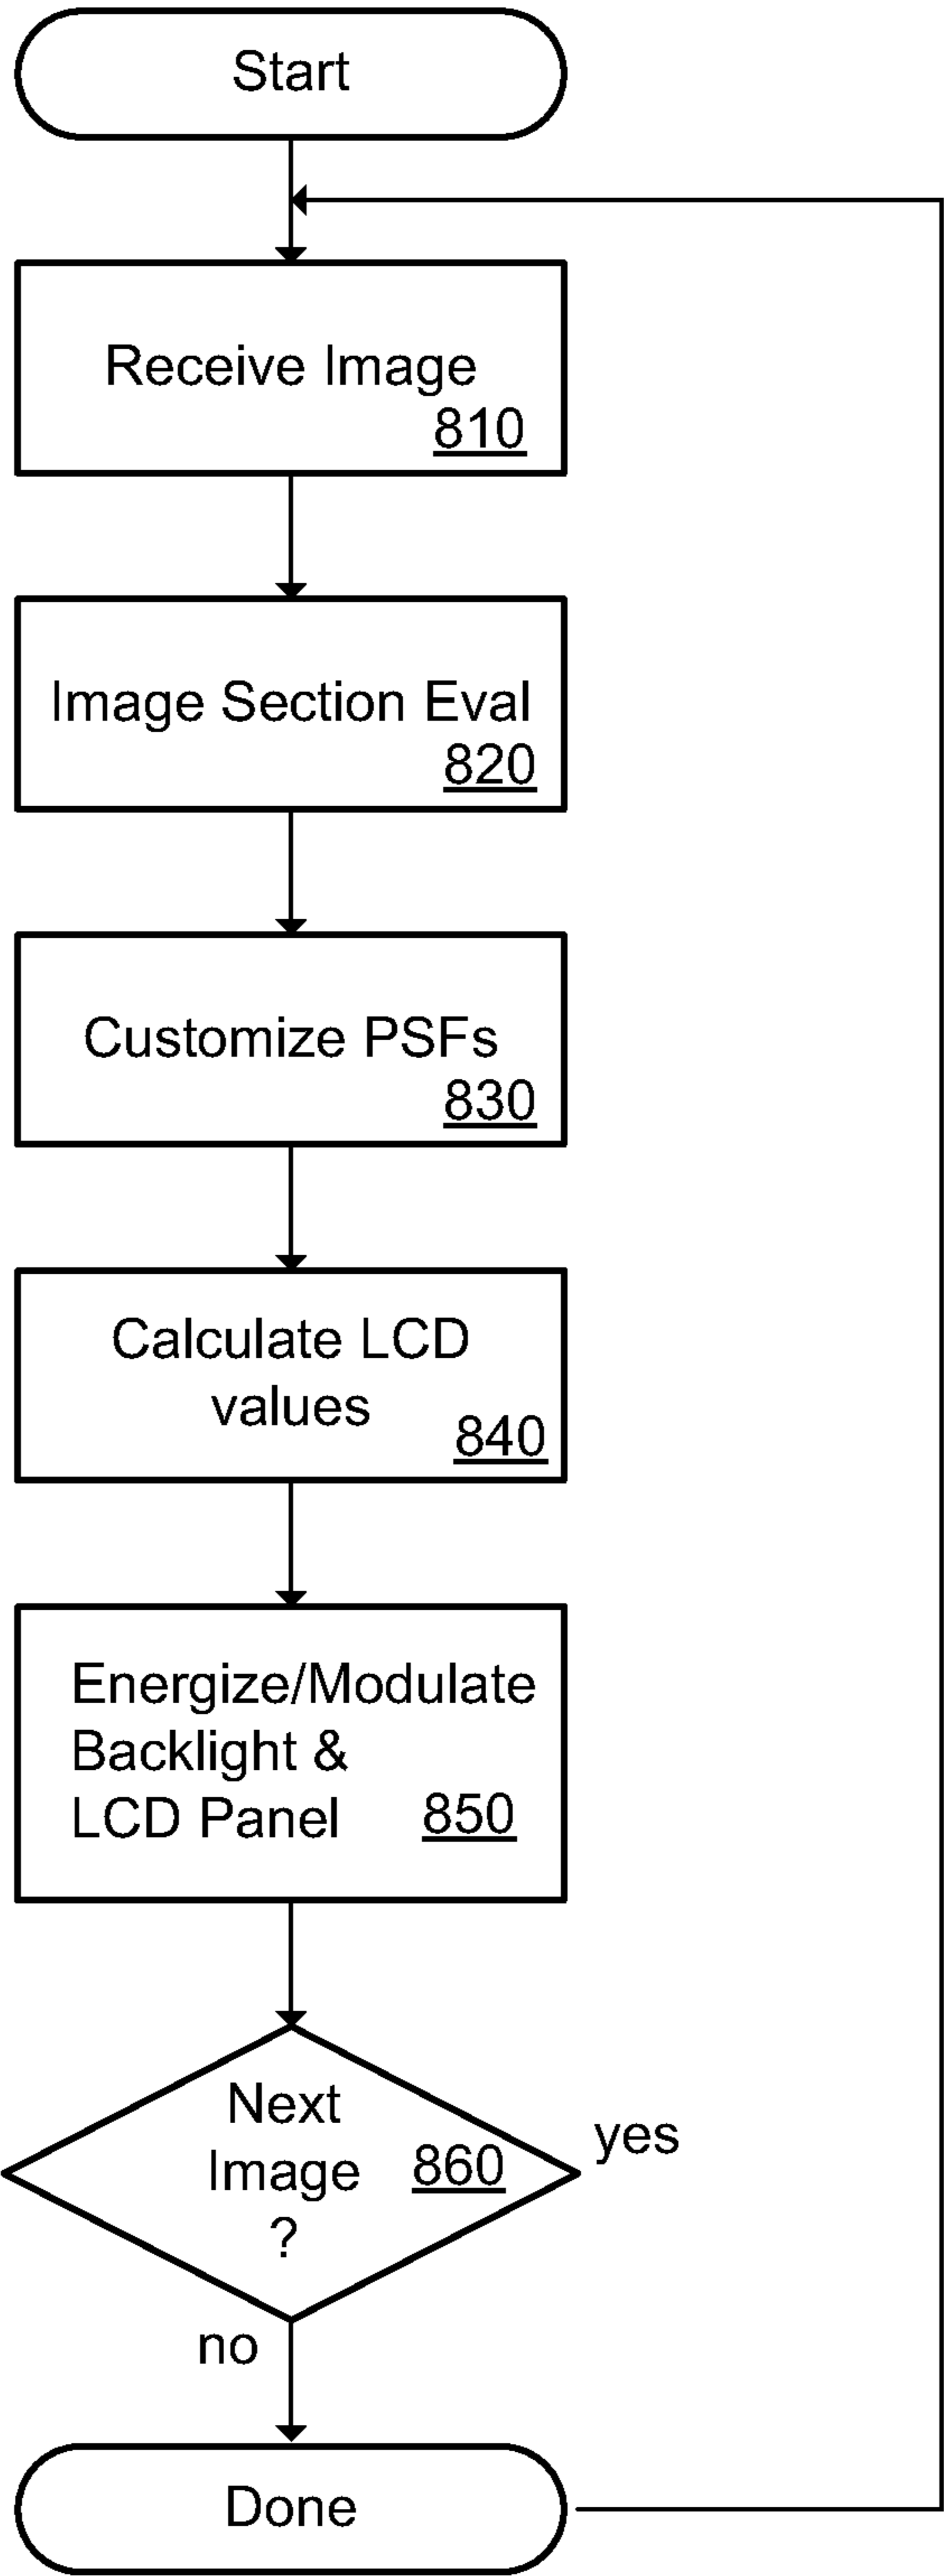 Start
Receive Image
810
Image Section Eval
820
Customize PSFs
830
Calculate LCD
values
840
Energize/Modulate
Backlight &
LCD Panel 850
Next
Image 860
?
yes
no
Done